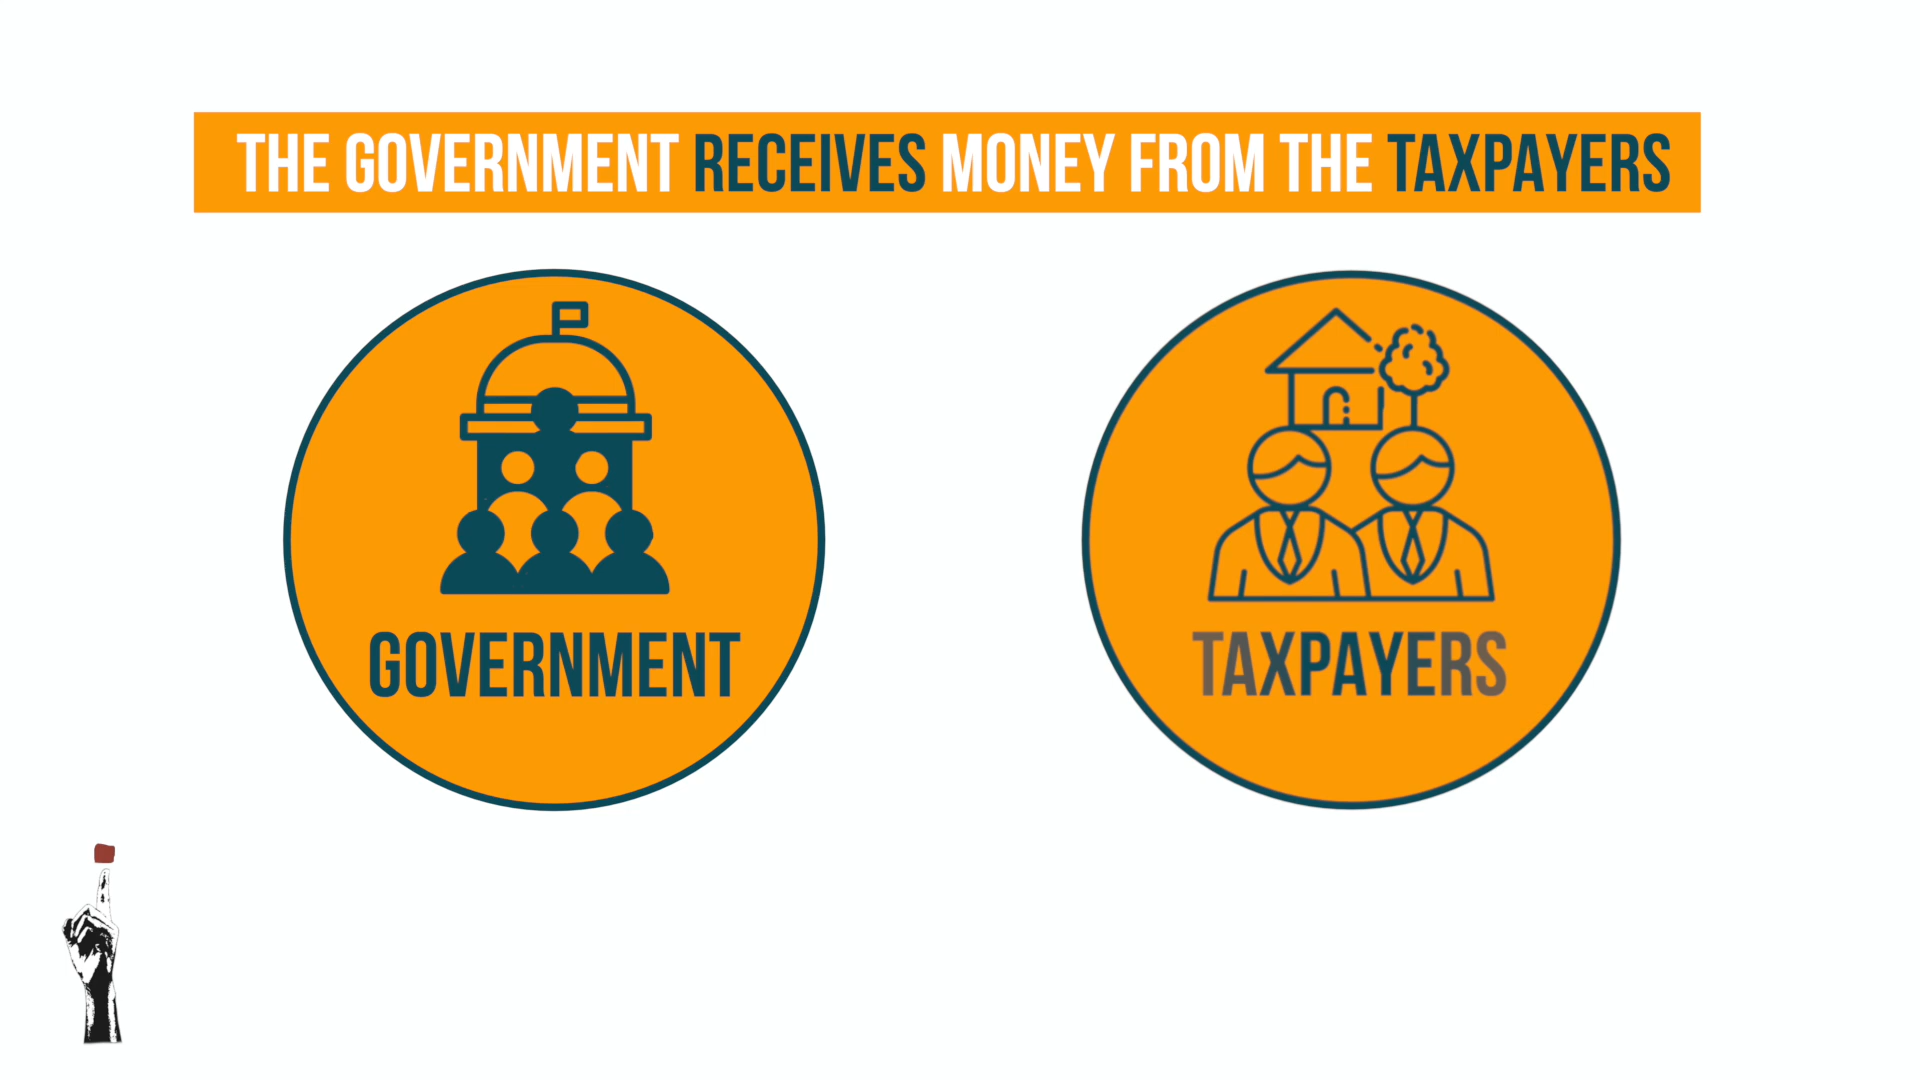 THE GOVERNMENT RECEIVES MONEY FROM THE TAXPAYERS
GOVERNMENT
TAXPAYERS